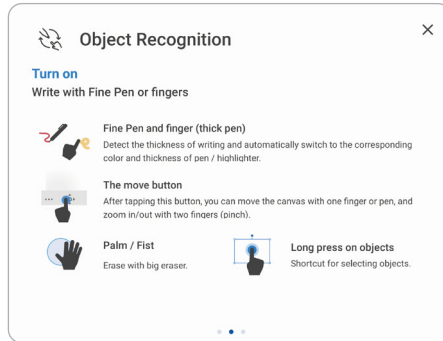 Object Recognition
Turn on
Write with Fine Pen or fingers
Fine Pen and finger (thick pen)
Detect the thickness of writing and automatically switch to the corresponding
color and thickness of pen / highlighter.
The move button
After tapping this button, you can move the canvas with one finger or pen, and
zoom in/out with two fingers (pinch).
Palm / Fist
Erase with big eraser.
Long press on objects
Shortcut for selecting objects.